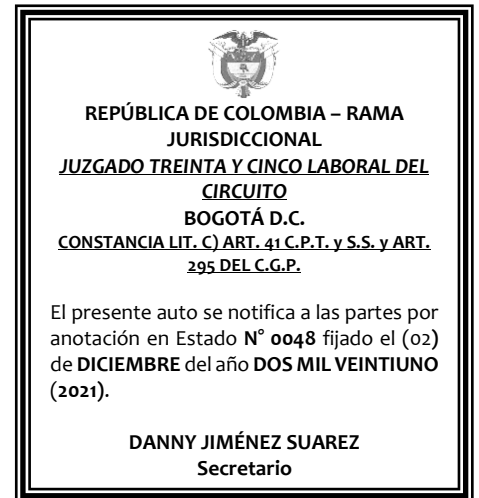 REPÚBLICA DE COLOMBIA – RAMA
JURISDICCIONAL
JUZGADO TREINTA Y CINCO LABORAL DEL
CIRCUITO
BOGOTÁ D.C.
CONSTANCIA LIT. C) ART. 41 C.P.T. y S.S. y ART.
295 DEL C.G.P.
El presente auto se notifica a las partes por
anotación en Estado N° 0048 fijado el (02)
de DICIEMBRE del año DOS MIL VEINTIUNO
(2021).
DANNY JIMÉNEZ SUAREZ
Secretario